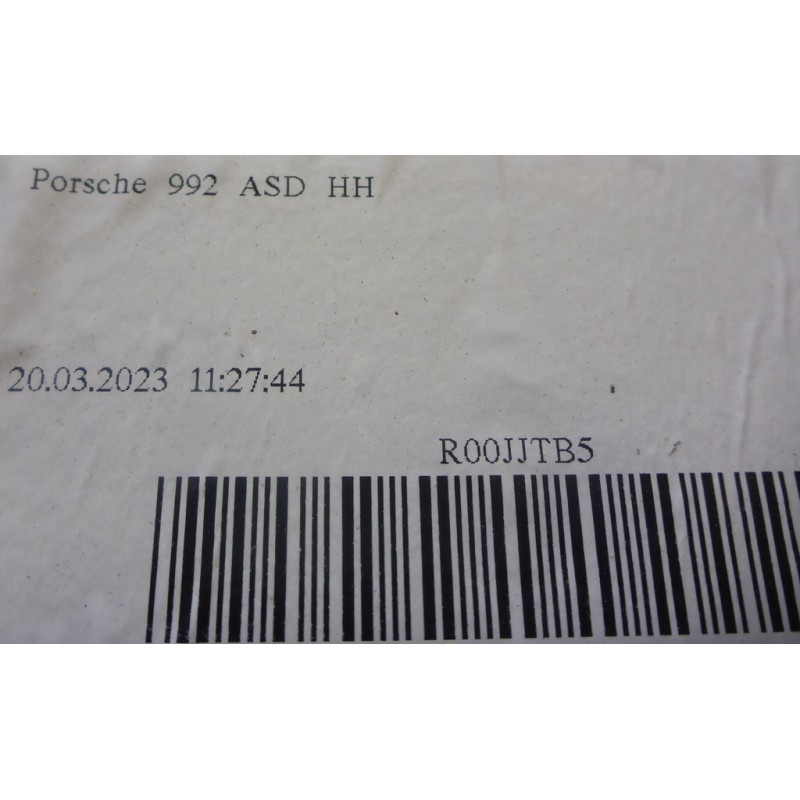 Porsche 992 ASD HH
20.03.2023 11:27:44
R00JJTB5